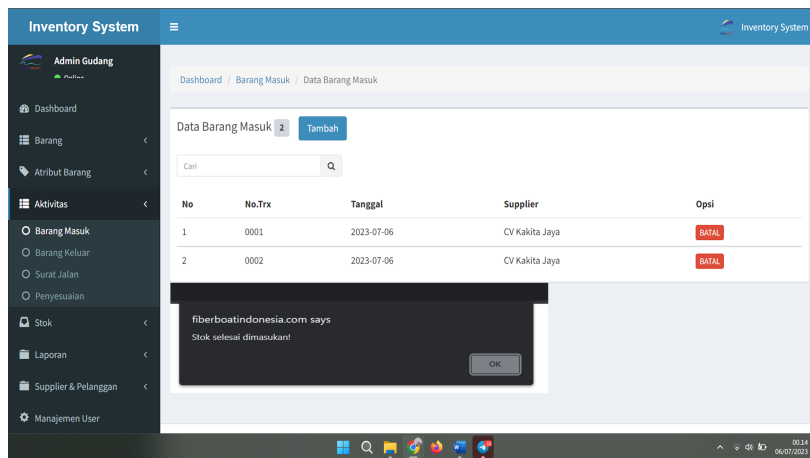 Inventory System
Inventory System
Admin Gudang
Online
Dashboard / Barang Masuk / Data Barang Masuk
Dashboard
Barang
Atribut Barang
Aktivitas
Barang Masuk
Barang Keluar
Surat Jalan
Penyesuaian
Stok
Laporan
Supplier & Pelanggan
Manajemen User
Data Barang Masuk 2 Tambah
Cari
No No.Trx Tanggal Supplier Opsi
1 0001 2023-07-06 CV Kakita Jaya BATAL
2 0002 2023-07-06 CV Kakita Jaya BATAL
fiberboatindonesia.com says
Stok selesai dimasukan!
OK
00.14
06/07/2023